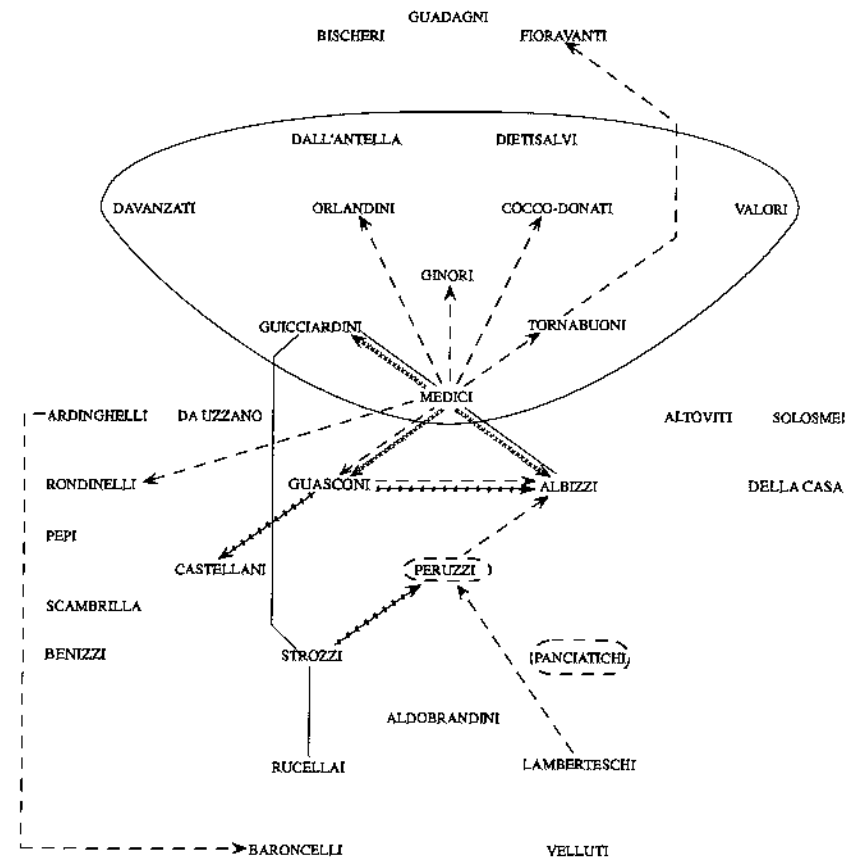 GUADAGNI
BISCHERI FIORAVANTI
DALL'ANTELLA DIETISALVI
DAVANZATI ORLANDINI COCCO-DONATI VALORI
GINORI
GUICCIARDINI TORNABUONI
MEDICI
ARDINGHELLI DA UZZANO ALTOVITI SOLOSMEI
RONDINELLI GUASCONI ALBIZZI DELLA CASA
PEPI
CASTELLANI PERUZZI
SCAMBRILLA
BENIZZI STROZZI PANCIATICHI
ALDOBRANDINI
RUCELLAI LAMBERTESCHI
BARONCELLI VELLUTI